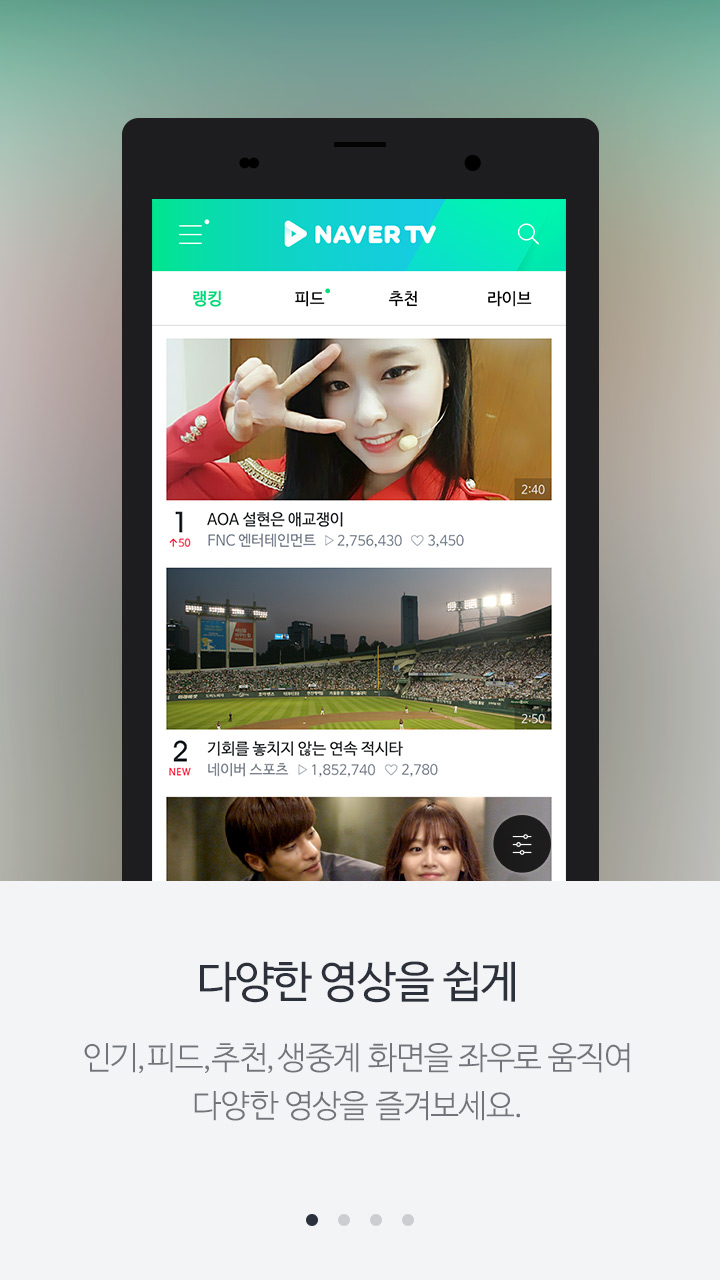 NAVER TV
랭킹 피드 추천 라이브
2:40
1 AOA 설현은 애교쟁이
↑50 FNC 엔터테인먼트 ▷ 2,756,430 ♡ 3,450
2:50
2 기회를 놓치지 않는 연속 적시타
NEW 네이버 스포츠 ▷ 1,852,740 ♡ 2,780
다양한 영상을 쉽게
인기, 피드, 추천, 생중계 화면을 좌우로 움직여
다양한 영상을 즐겨보세요.